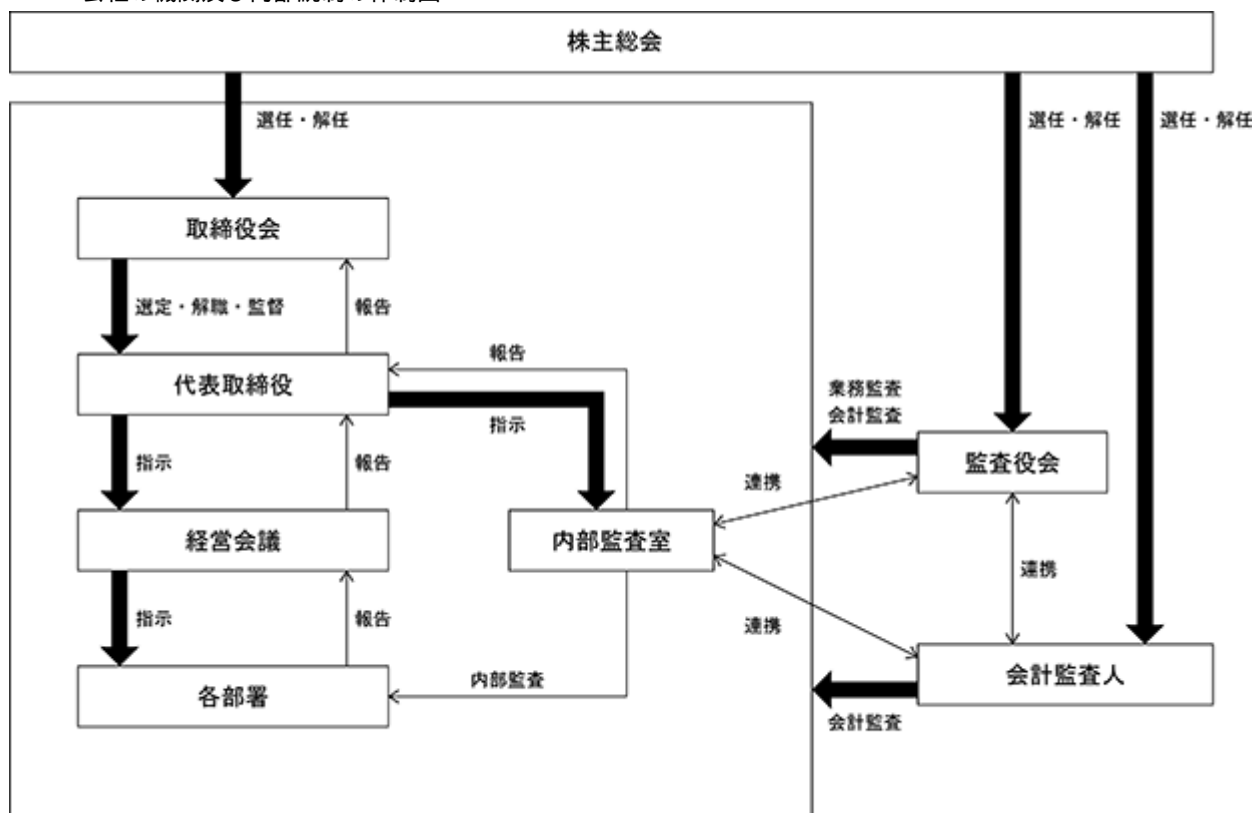 株主総会
選任・解任
選任・解任
選任・解任
取締役会
選定・解職・監督
報告
代表取締役
報告
指示
業務監査
会計監査
監査役会
指示
報告
連携
経営会議
内部監査室
連携
指示
報告
連携
各部署
内部監査
会計監査人
会計監査